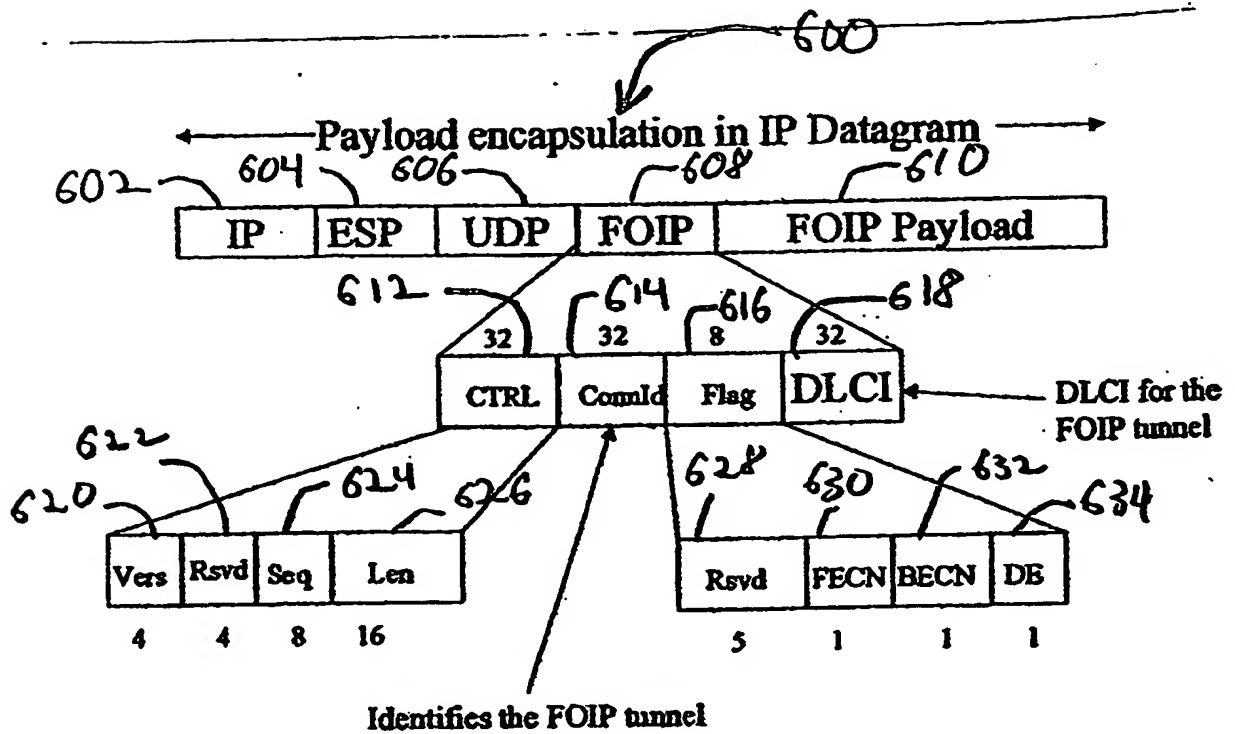 600
Payload encapsulation in IP Datagram
602 604 606 608 610
IP ESP UDP FOIP FOIP Payload
612 614 616 618
32 32 8 32
CTRL ConnId Flag DLCI
DLCI for the
FOIP tunnel
620 622 624 626 628 630 632 634
Vers Rsvd Seq Len Rsvd FECN BECN DE
4 4 8 16 5 1 1 1
Identifies the FOIP tunnel